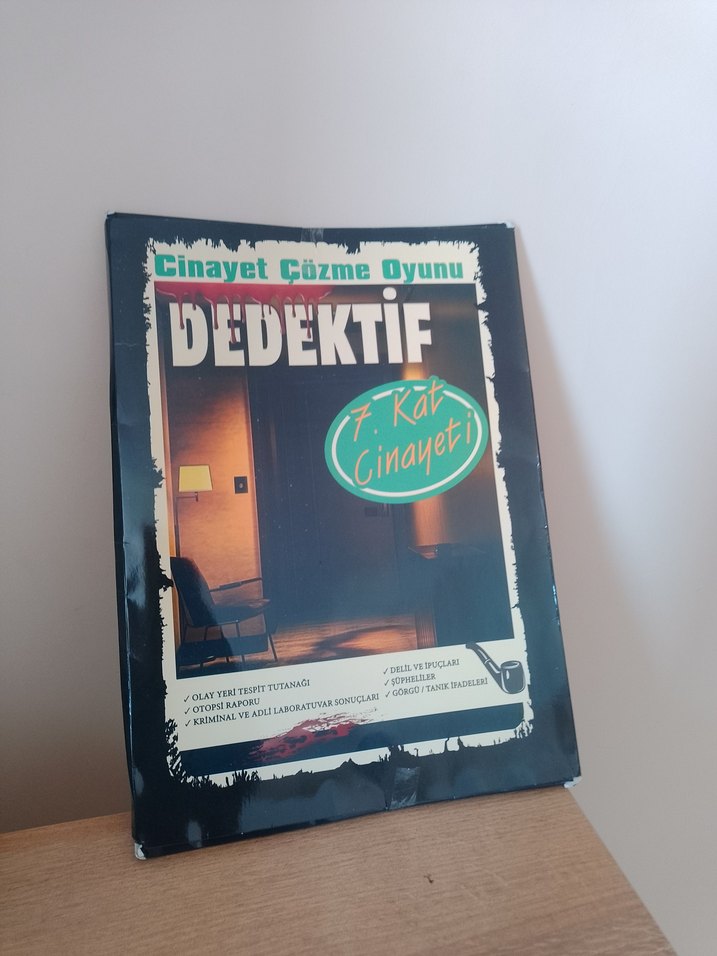 Cinayet Çözme Oyunu
DEDEKTİF
7. Kat
Cinayeti
✓ OLAY YERİ TESPİT TUTANAĞI
✓ OTOPSİ RAPORU
✓ KRİMİNAL VE ADLİ LABORATUVAR SONUÇLARI
✓ DELİL VE İPUÇLARI
✓ ŞÜPHELİLER
✓ GÖRGÜ / TANIK İFADELERİ